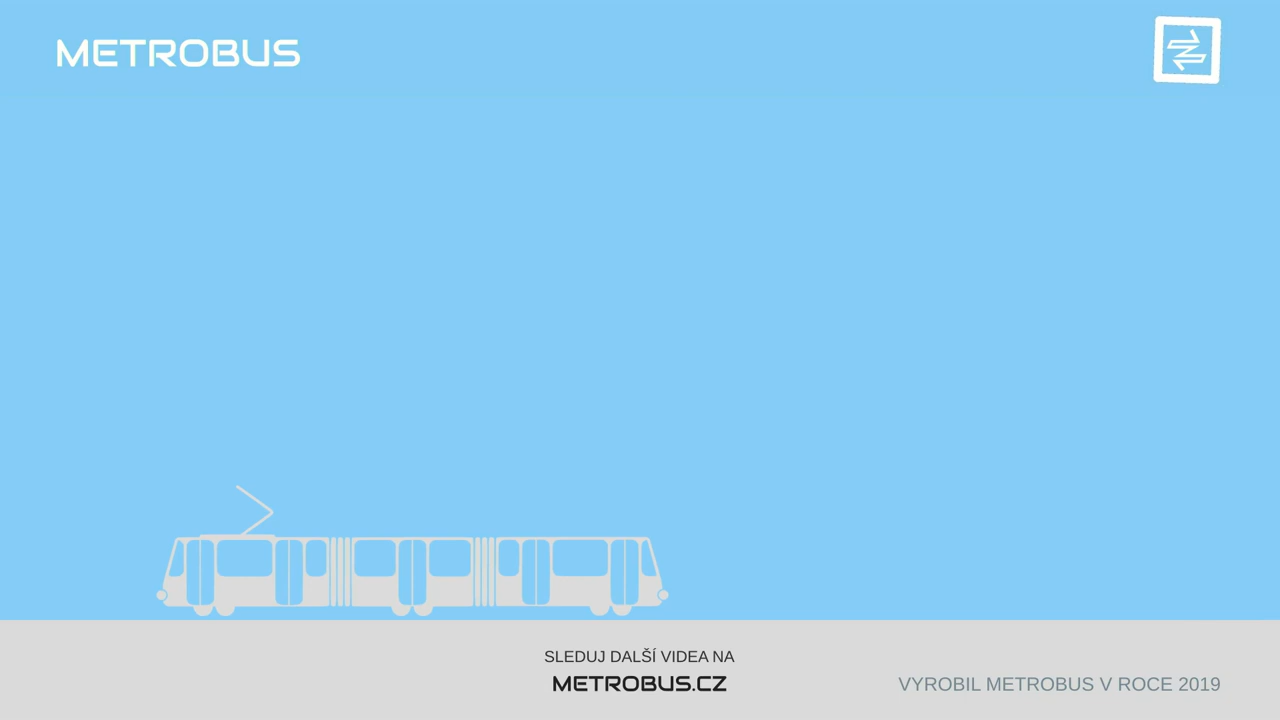 METROBUS
SLEDUJ DALŠÍ VIDEA NA
METROBUS.CZ
VYROBIL METROBUS V ROCE 2019